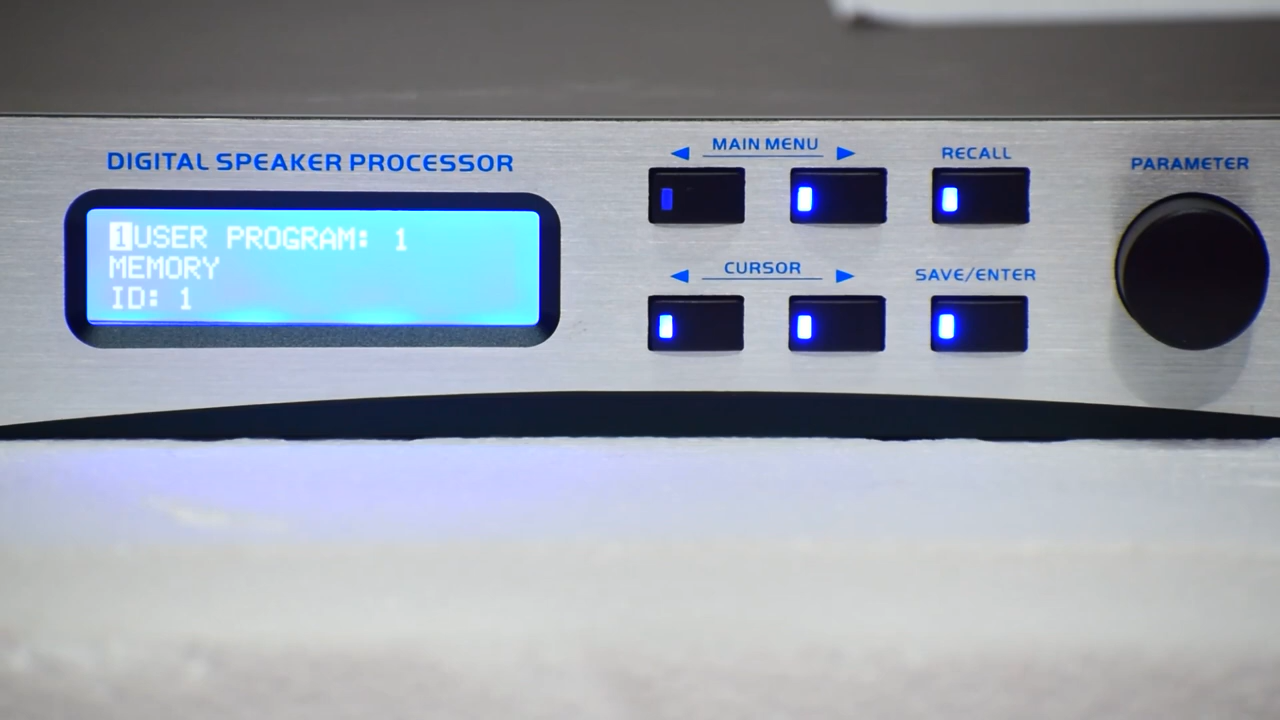 DIGITAL SPEAKER PROCESSOR
1USER PROGRAM: 1
MEMORY
ID: 1
MAIN MENU
RECALL
CURSOR
SAVE/ENTER
PARAMETER